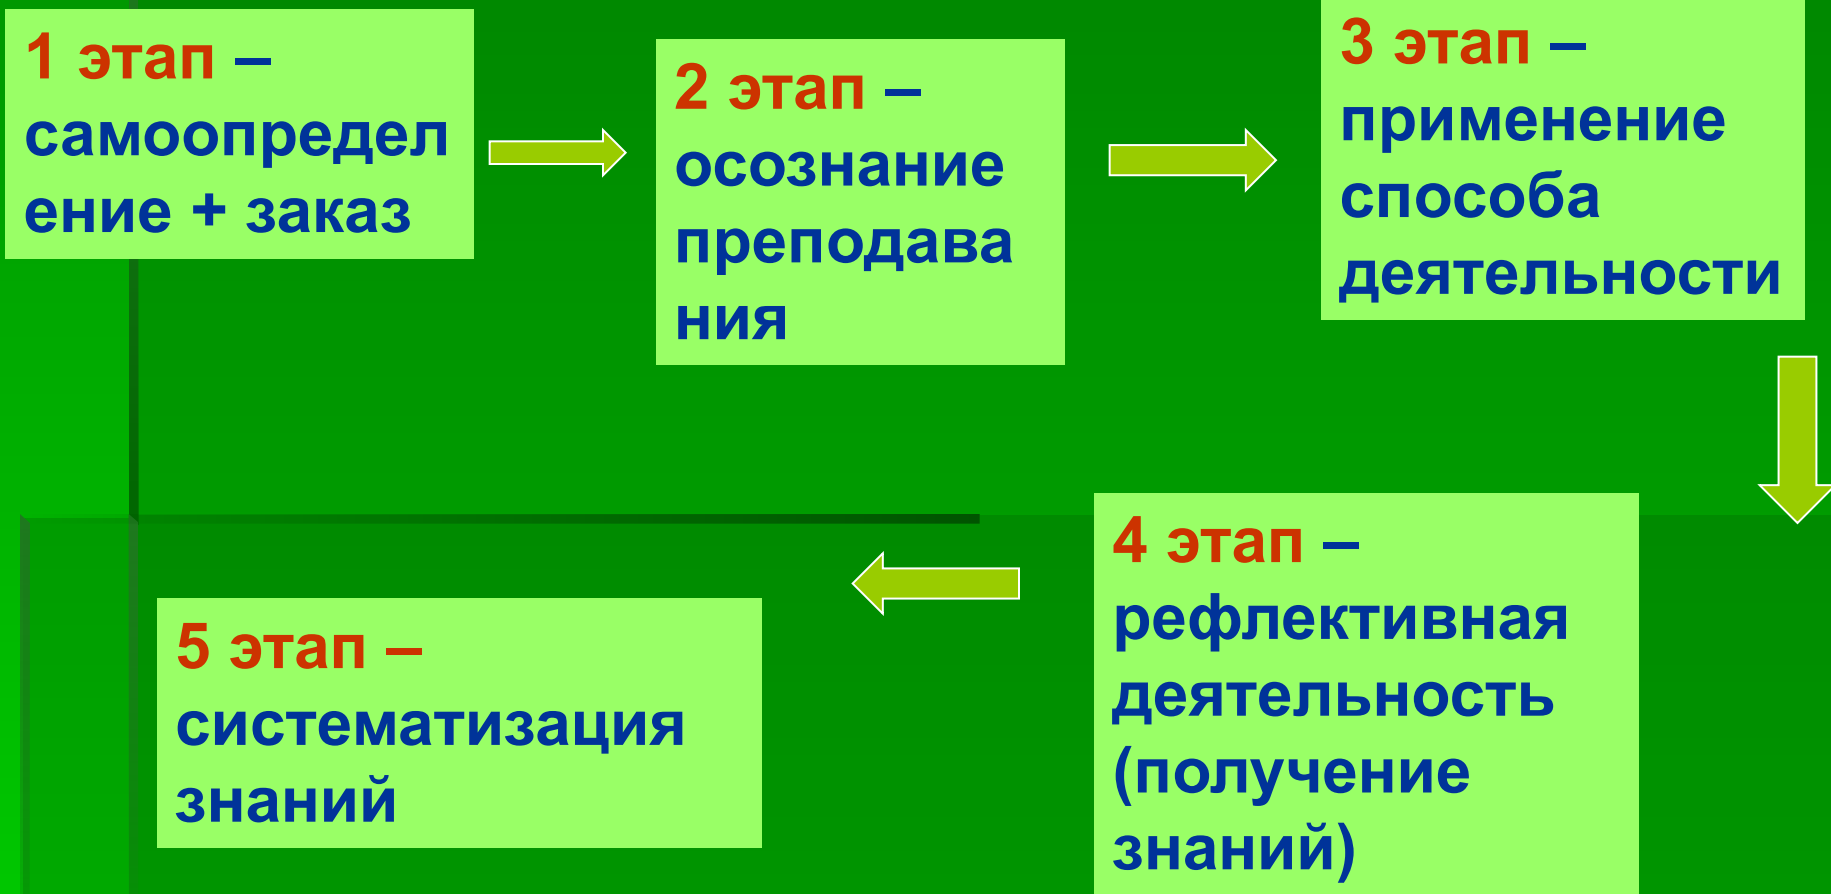 1 этап –
самоопредел
ение + заказ
2 этап –
осознание
преподава
ния
3 этап –
применение
способа
деятельности
4 этап –
рефлективная
деятельность
(получение
знаний)
5 этап –
систематизация
знаний